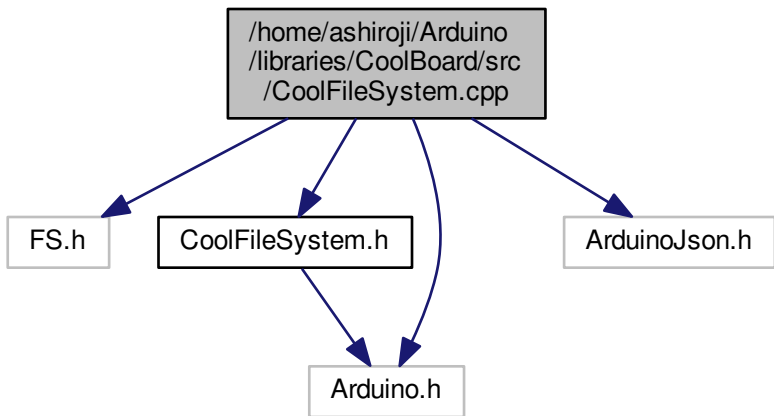 /home/ashiroji/Arduino
/libraries/CoolBoard/src
/CoolFileSystem.cpp
FS.h
CoolFileSystem.h
ArduinoJson.h
Arduino.h